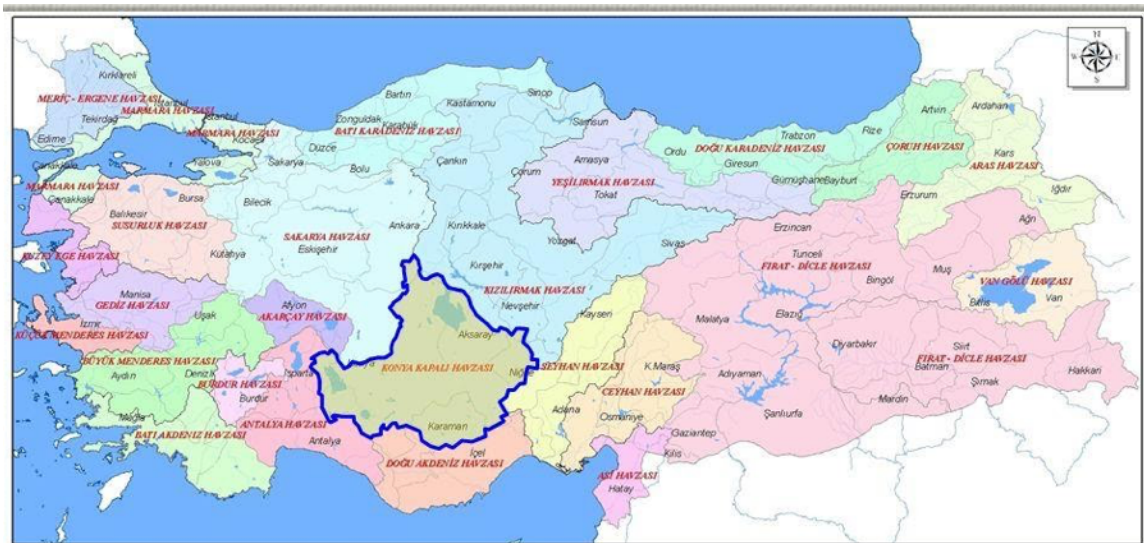 N
W E
S
Kırklareli
MERİÇ - ERGENE HAVZASI
İstanbul
MARMARA HAVZASI
Tekirdağ
Edirne
İstanbul
MARMARA HAVZASI
Kocaeli
Yalova
Çanakkale
MARMARA HAVZASI
Çanakkale
Bartın
Kastamonu
Sinop
Zonguldak
Karabük
BATI KARADENİZ HAVZASI
Düzce
Sakarya
Bolu
Çankırı
Samsun
Amasya
Çorum
YEŞİLIRMAK HAVZASI
Tokat
Ordu
Trabzon
Rize
Artvin
Ardahan
DOĞU KARADENİZ HAVZASI
ÇORUH HAVZASI
Giresun
Gümüşhane
Bayburt
Kars
ARAS HAVZASI
Iğdır
Erzurum
Ağrı
Balıkesir
Bursa
SUSURLUK HAVZASI
Bilecik
Ankara
SAKARYA HAVZASI
Eskişehir
Kütahya
Kırıkkale
Yozgat
Sivas
Kırşehir
KIZILIRMAK HAVZASI
Nevşehir
Kayseri
Erzincan
Tunceli
FIRAT - DİCLE HAVZASI
Bingöl
Muş
Elazığ
Malatya
VAN GÖLÜ HAVZASI
Bitlis
Van
KUZEY EGE HAVZASI
Manisa
GEDİZ HAVZASI
İzmir
KÜÇÜK MENDERES HAVZASI
Uşak
Afyon
AKARÇAY HAVZASI
BÜYÜK MENDERES HAVZASI
Aydın
Denizli
BURDUR HAVZASI
Burdur
Isparta
Muğla
BATI AKDENİZ HAVZASI
ANTALYA HAVZASI
Antalya
Aksaray
KONYA KAPALI HAVZASI
Karaman
İçel
DOĞU AKDENİZ HAVZASI
SEYHAN HAVZASI
Adana
K.Maraş
CEYHAN HAVZASI
Osmaniye
Adıyaman
Diyarbakır
Siirt
FIRAT - DİCLE HAVZASI
Batman
Şırnak
Hakkari
Mardin
Şanlıurfa
Gaziantep
Kilis
ASİ HAVZASI
Hatay